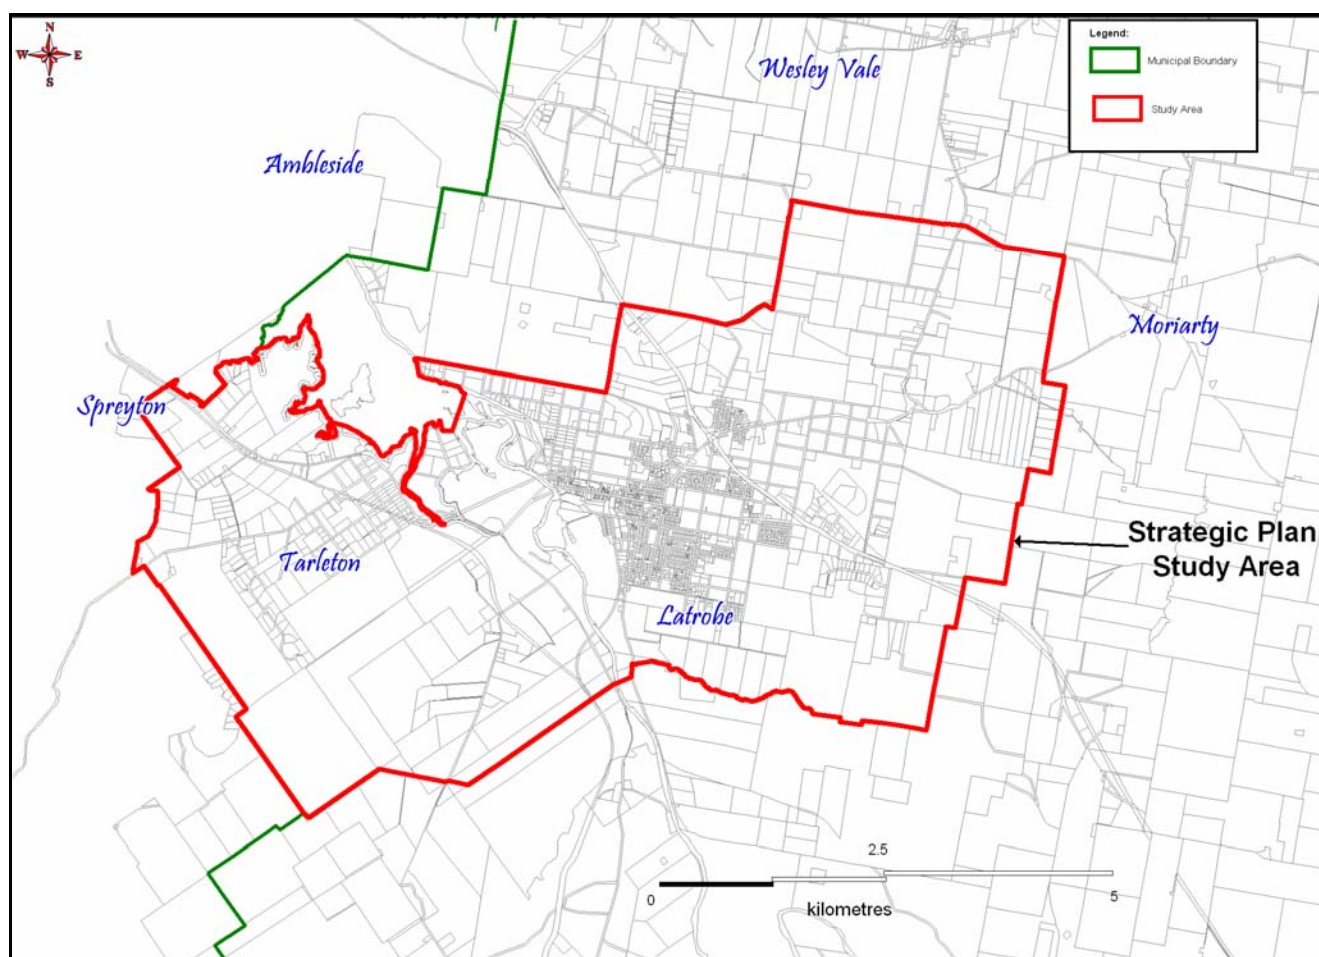 N
W E
S
Legend:
Municipal Boundary
Study Area
Wesley Vale
Ambleside
Moriarty
Spreyton
Strategic Plan
Study Area
Tarleton
Latrobe
2.5
0 5
kilometres